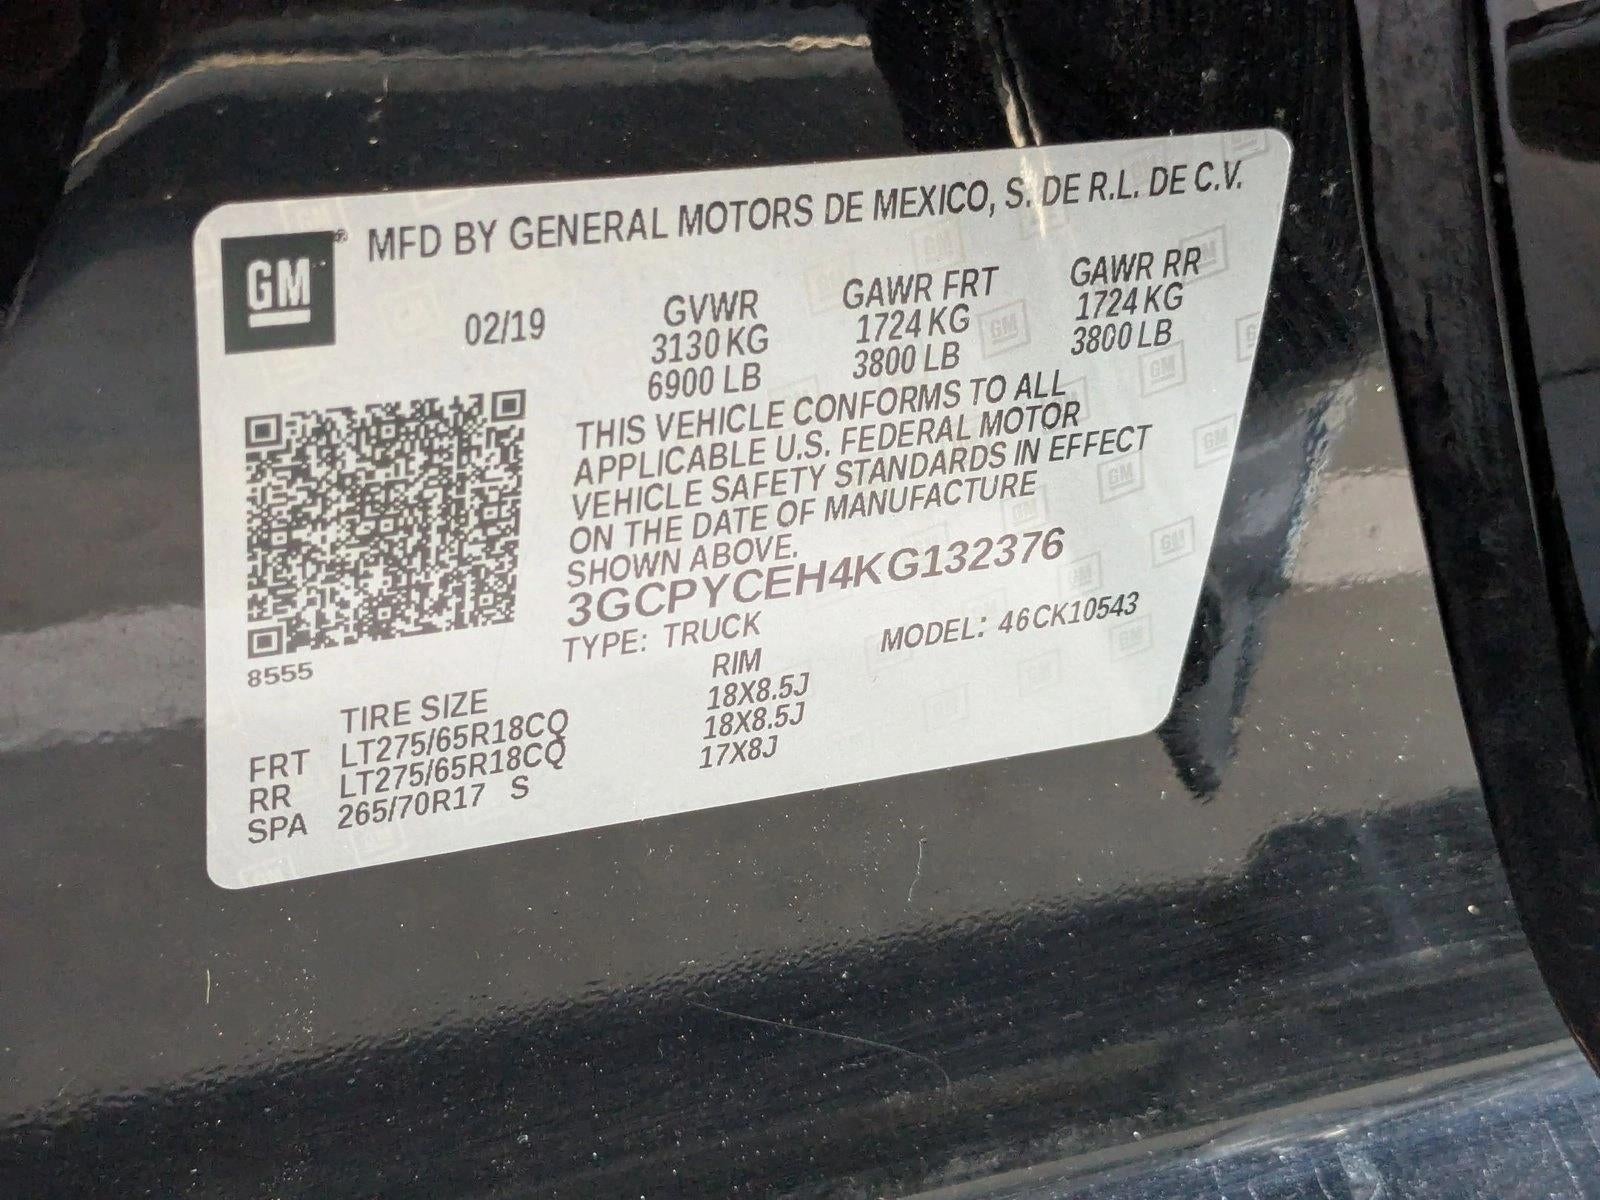 GM
MFD BY GENERAL MOTORS DE MEXICO, S. DE R.L. DE C.V.
02/19
GVWR GAWR FRT GAWR RR
3130 KG 1724 KG 1724 KG
6900 LB 3800 LB 3800 LB
THIS VEHICLE CONFORMS TO ALL
APPLICABLE U.S. FEDERAL MOTOR
VEHICLE SAFETY STANDARDS IN EFFECT
ON THE DATE OF MANUFACTURE
SHOWN ABOVE.
3GCPYCEH4KG132376
TYPE: TRUCK MODEL: 46CK10543
8555
TIRE SIZE RIM
FRT LT275/65R18CQ 18X8.5J
RR LT275/65R18CQ 18X8.5J
SPA 265/70R17 S 17X8J